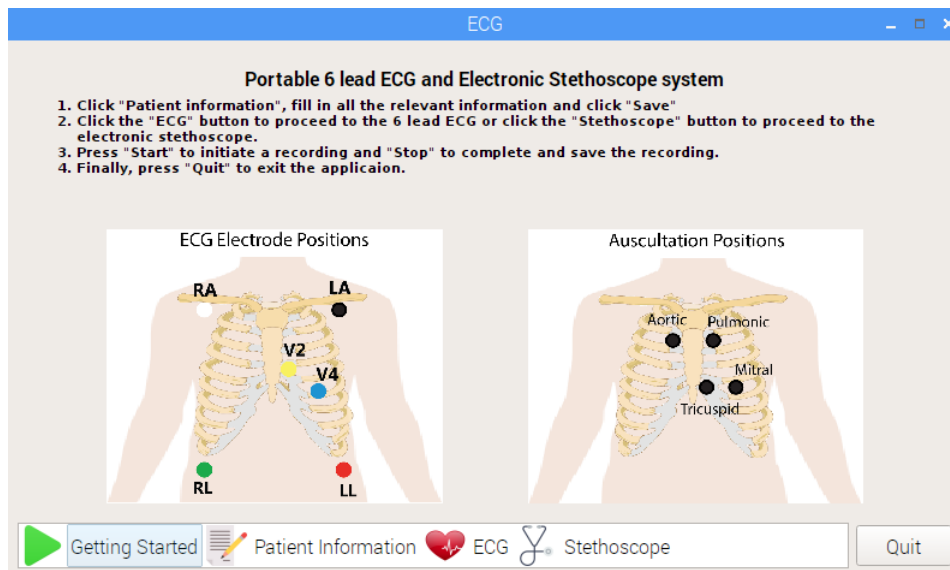 ECG
Portable 6 lead ECG and Electronic Stethoscope system
1. Click "Patient information", fill in all the relevant information and click "Save"
2. Click the "ECG" button to proceed to the 6 lead ECG or click the "Stethoscope" button to proceed to the
electronic stethoscope.
3. Press "Start" to initiate a recording and "Stop" to complete and save the recording.
4. Finally, press "Quit" to exit the applicaion.
ECG Electrode Positions
RA
LA
V2
V4
RL
LL
Auscultation Positions
Aortic
Pulmonic
Mitral
Tricuspid
Getting Started
Patient Information
ECG
Stethoscope
Quit